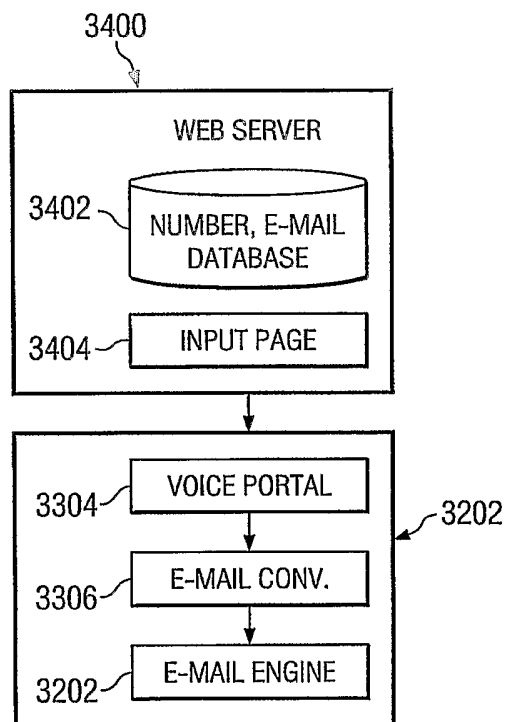 3400
WEB SERVER
3402
NUMBER, E-MAIL
DATABASE
3404
INPUT PAGE
3304
VOICE PORTAL
3202
3306
E-MAIL CONV.
3202
E-MAIL ENGINE